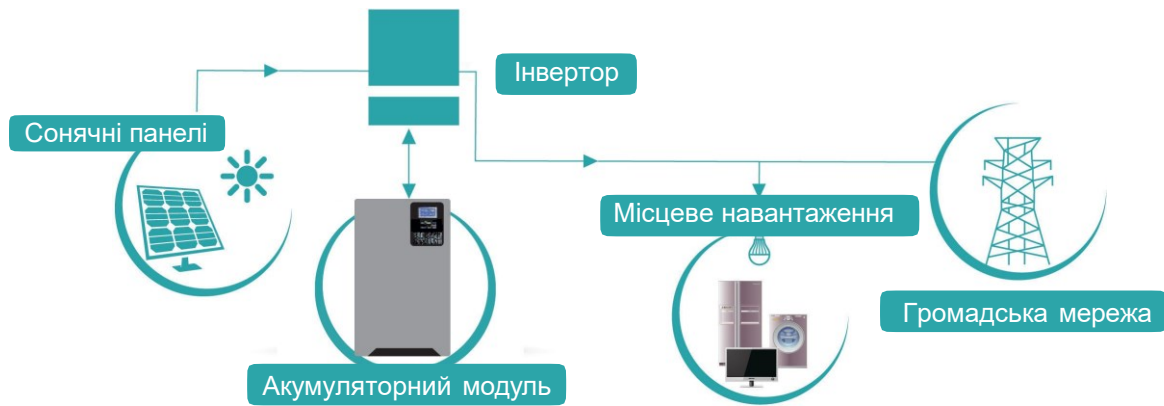 Інвертор
Сонячні панелі
Місцеве навантаження
Громадська мережа
Акумуляторний модуль